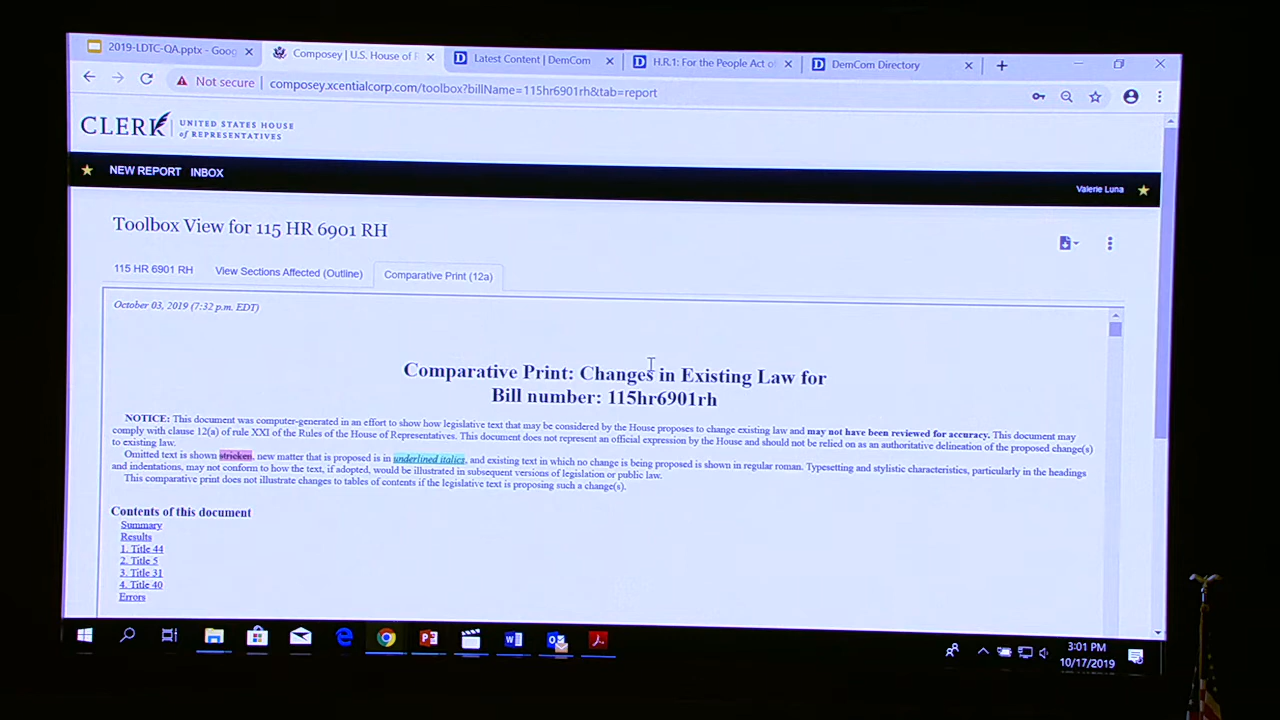 2019-LDTC-QA.pptx - Goog
Composey | U.S. House of F
Latest Content | DemCom
H.R.1: For the People Act of
DemCom Directory
Not secure | composey.xcentialcorp.com/toolbox?billName=115hr6901rh&tab=report
CLERK
UNITED STATES HOUSE
of REPRESENTATIVES
NEW REPORT INBOX
Valerie Luna
Toolbox View for 115 HR 6901 RH
115 HR 6901 RH
View Sections Affected (Outline)
Comparative Print (12a)
October 03, 2019 (7:32 p.m. EDT)
Comparative Print: Changes in Existing Law for
Bill number: 115hr6901rh
NOTICE: This document was computer-generated in an effort to show how legislative text that may be considered by the House proposes to change existing law and may not have been reviewed for accuracy. This document may
comply with clause 12(a) of rule XXI of the Rules of the House of Representatives. This document does not represent an official expression by the House and should not be relied on as an authoritative delineation of the proposed change(s)
to existing law.
Omitted text is shown stricken, new matter that is proposed is in underlined italics, and existing text in which no change is being proposed is shown in regular roman. Typesetting and stylistic characteristics, particularly in the headings
and indentations, may not conform to how the text, if adopted, would be illustrated in subsequent versions of legislation or public law.
This comparative print does not illustrate changes to tables of contents if the legislative text is proposing such a change(s).
Contents of this document
Summary
Results
1. Title 44
2. Title 5
3. Title 31
4. Title 40
Errors
3:01 PM
10/17/2019